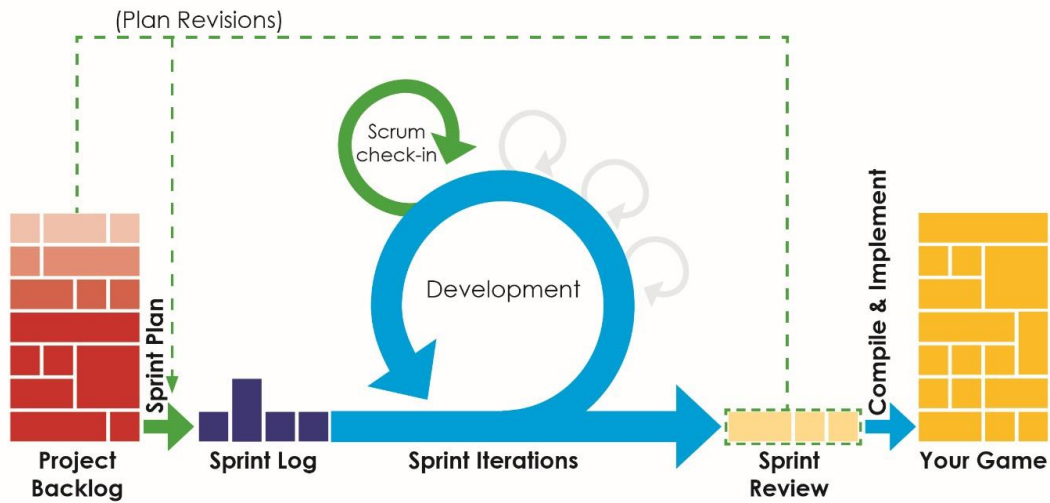 (Plan Revisions)
Scrum
check-in
Development
Sprint Plan
Compile & Implement
Project
Backlog
Sprint Log
Sprint Iterations
Sprint
Review
Your Game